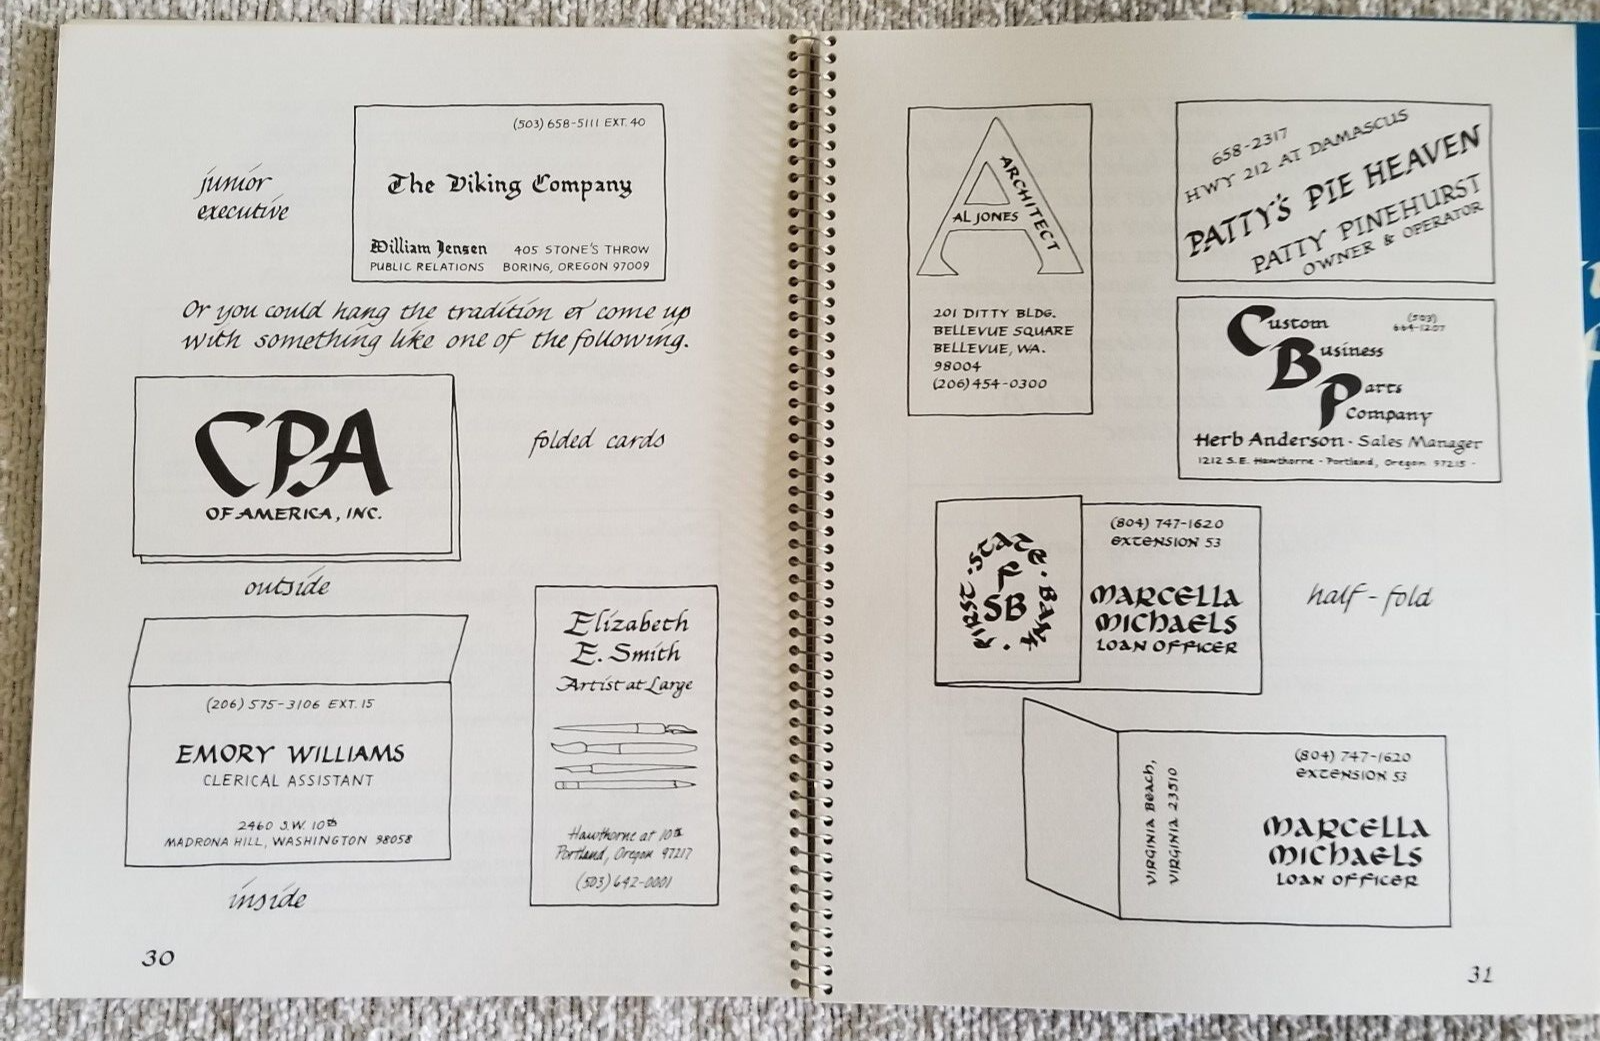 junior
executive
(503) 658-5111 EXT. 40
The Viking Company
William Jensen
PUBLIC RELATIONS
405 STONE'S THROW
BORING, OREGON 97009
Or you could hang the tradition & come up
with something like one of the following.
CPA
OF AMERICA, INC.
folded cards
outside
(206) 575-3106 EXT. 15
EMORY WILLIAMS
CLERICAL ASSISTANT
2460 S.W. 10th
MADRONA HILL, WASHINGTON 98058
inside
Elizabeth
E. Smith
Artist at Large
Hawthorne at 10th
Portland, Oregon 97217
(503) 642-0001
30
A
ARCHITECT
AL JONES
201 DITTY BLDG.
BELLEVUE SQUARE
BELLEVUE, WA.
98004
(206) 454-0300
658-2317
HWY 212 AT DAMASCUS
PATTY'S PIE HEAVEN
PATTY PINEHURST
OWNER & OPERATOR
Custom
(503)
664-1207
Business
Parts
Company
Herb Anderson · Sales Manager
1212 S.E. Hawthorne · Portland, Oregon 97215 ·
FIRST · STATE · BANK ·
F
SB
(804) 747-1620
EXTENSION 53
MARCELLA
MICHAELS
LOAN OFFICER
half-fold
VIRGINIA BEACH,
VIRGINIA 23510
(804) 747-1620
EXTENSION 53
MARCELLA
MICHAELS
LOAN OFFICER
31